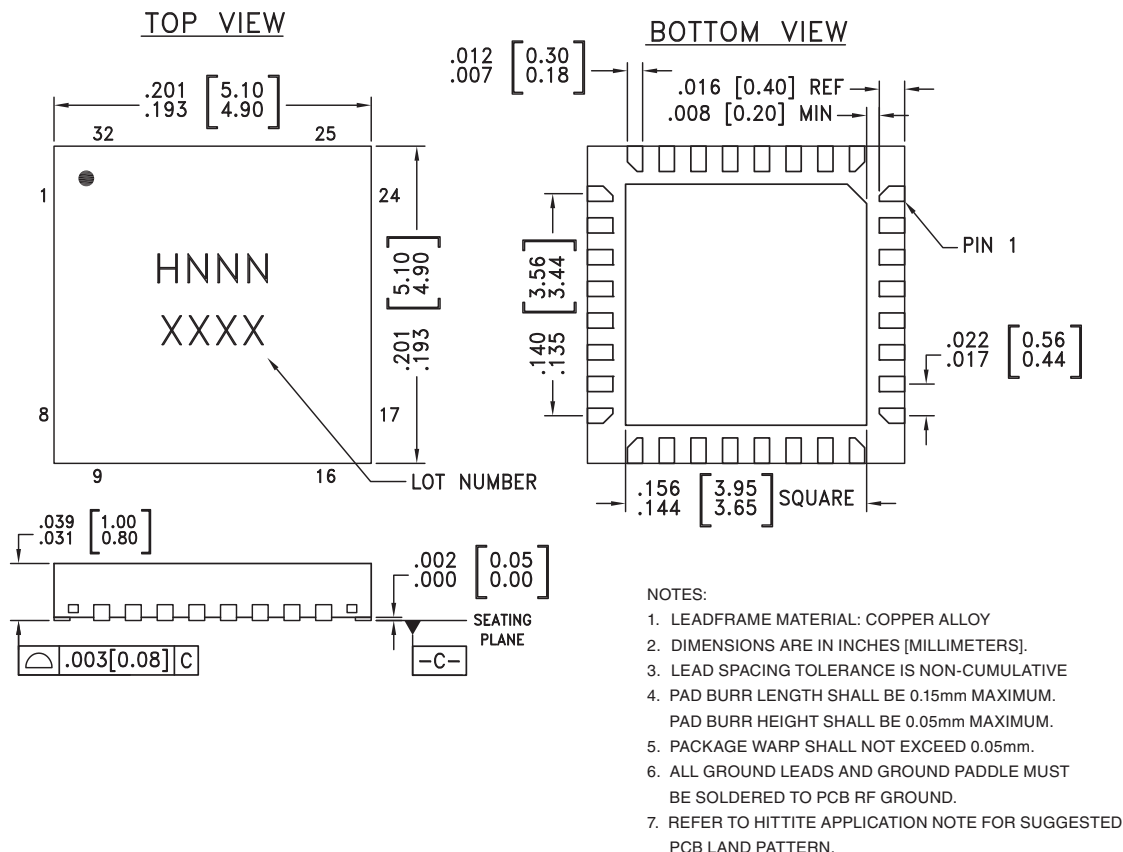 TOP VIEW
.201 [5.10]
.193 [4.90]
32 25
1 24
HNNN
XXXX
[5.10]
[4.90]
.201
.193
8 17
9 16
LOT NUMBER
BOTTOM VIEW
.012 [0.30]
.007 [0.18]
.016 [0.40] REF
.008 [0.20] MIN
PIN 1
[3.56]
[3.44]
.140
.135
.022 [0.56]
.017 [0.44]
.156 [3.95]
.144 [3.65] SQUARE
.039 [1.00]
.031 [0.80]
.002 [0.05]
.000 [0.00]
SEATING
PLANE
.003[0.08] C
-C-
NOTES:
1. LEADFRAME MATERIAL: COPPER ALLOY
2. DIMENSIONS ARE IN INCHES [MILLIMETERS].
3. LEAD SPACING TOLERANCE IS NON-CUMULATIVE
4. PAD BURR LENGTH SHALL BE 0.15mm MAXIMUM.
PAD BURR HEIGHT SHALL BE 0.05mm MAXIMUM.
5. PACKAGE WARP SHALL NOT EXCEED 0.05mm.
6. ALL GROUND LEADS AND GROUND PADDLE MUST
BE SOLDERED TO PCB RF GROUND.
7. REFER TO HITTITE APPLICATION NOTE FOR SUGGESTED
PCB LAND PATTERN.